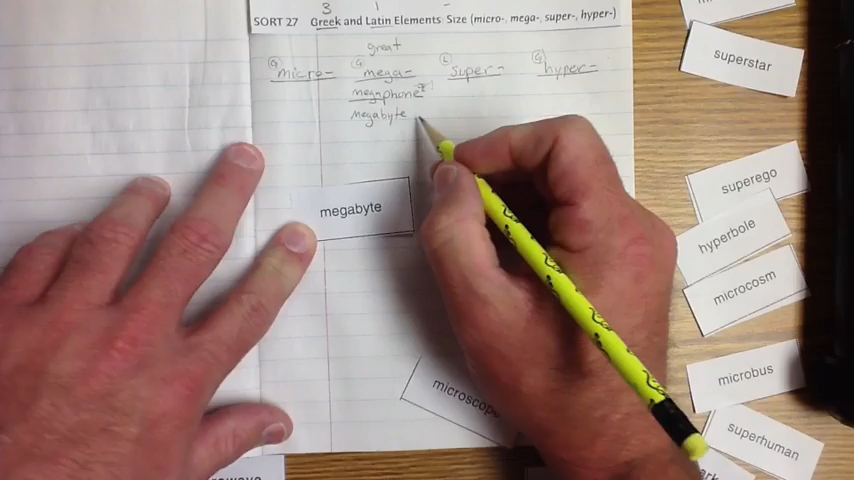 3 1
SORT 27 Greek and Latin Elements: Size (micro-, mega-, super-, hyper-)
great
G micro- G mega- L super- G hyper-
megaphone
megabyte
superstar
superego
megabyte
hyperbole
microcosm
microbus
microscope
superhuman